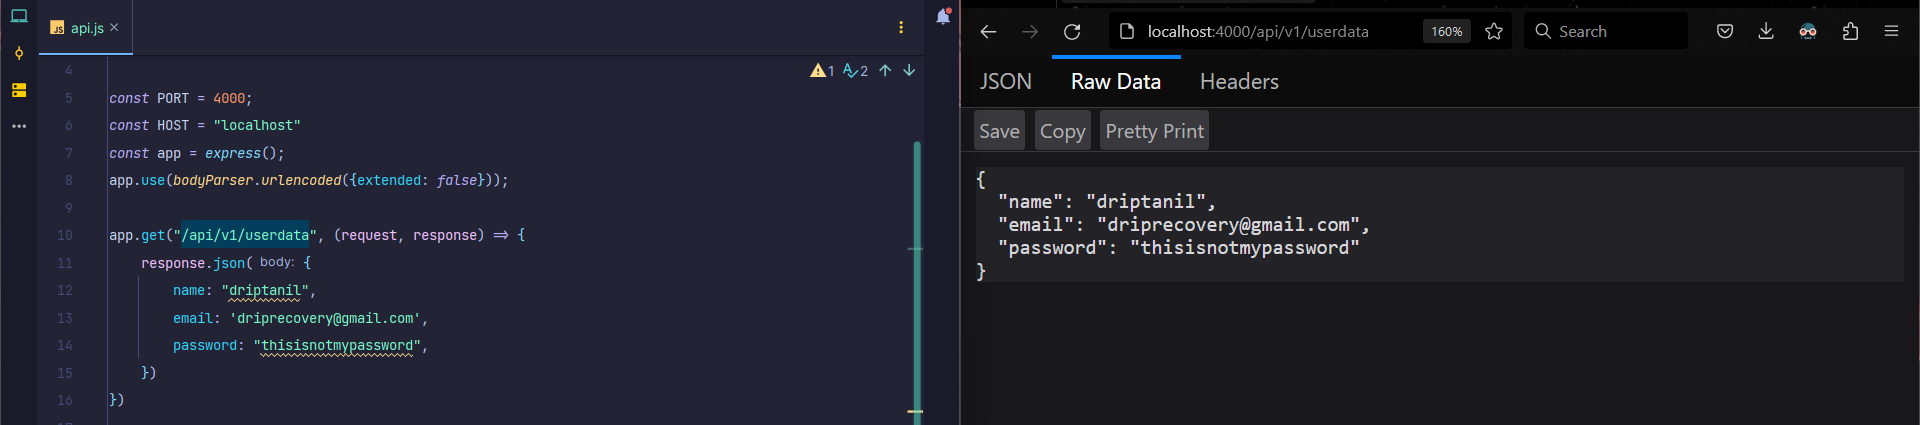 JS api.js ×
1 2
4
5 const PORT = 4000;
6 const HOST = "localhost"
7 const app = express();
8 app.use(bodyParser.urlencoded({extended: false}));
9
10 app.get("/api/v1/userdata", (request, response) => {
11 response.json( body: {
12 name: "driptanil",
13 email: 'driprecovery@gmail.com',
14 password: "thisisnotmypassword",
15 })
16 })
localhost:4000/api/v1/userdata 160% Search
JSON Raw Data Headers
Save Copy Pretty Print
{
"name": "driptanil",
"email": "driprecovery@gmail.com",
"password": "thisisnotmypassword"
}